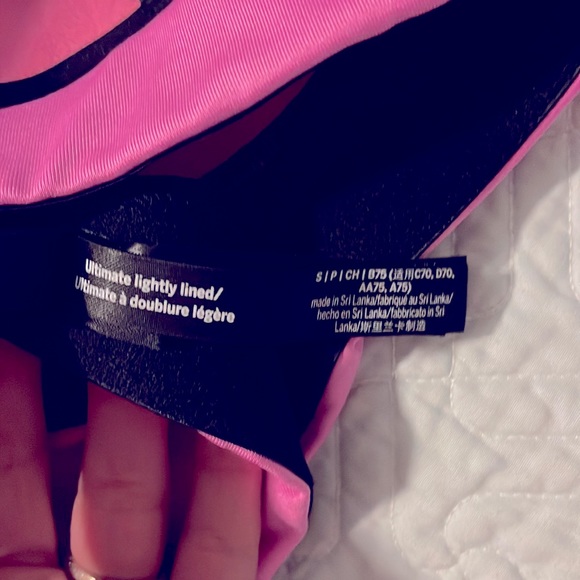 Ultimate lightly lined/
Ultimate à doublure légère
S | P | CH | B75 (适用C70, D70,
AA75, A75)
made in Sri Lanka/fabriqué au Sri Lanka/
hecho en Sri Lanka/fabbricato in Sri
Lanka/斯里兰卡制造